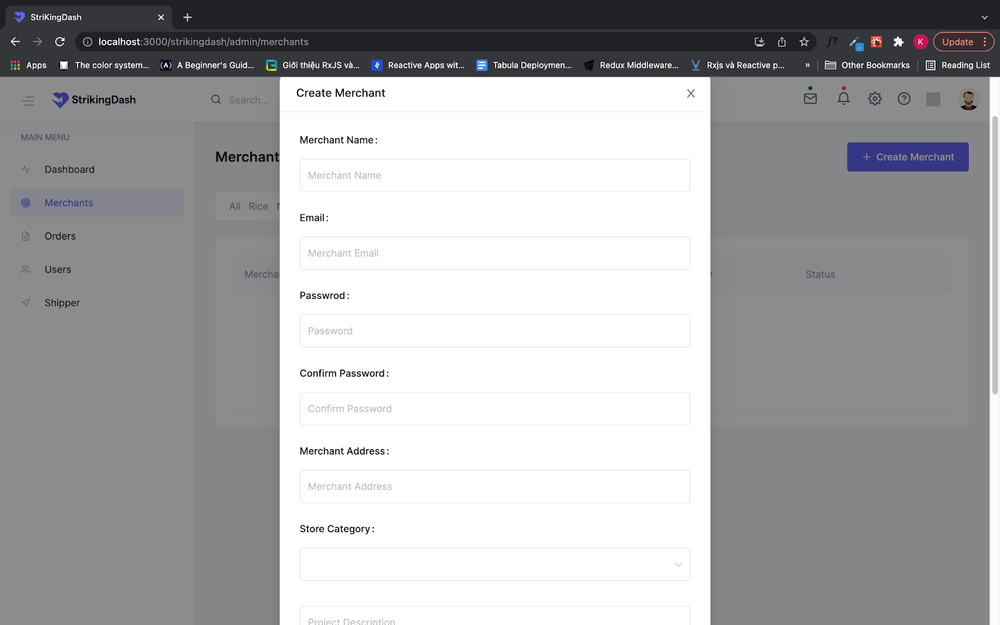 StriKingDash
localhost:3000/strikingdash/admin/merchants
f?
K
Update
Apps
The color system...
A Beginner's Guid...
Giới thiệu RxJS và...
Reactive Apps wit...
Tabula Deploymen...
Redux Middleware...
Rxjs và Reactive p...
»
Other Bookmarks
Reading List
StrikingDash
Search...
Create Merchant
MAIN MENU
Dashboard
Merchants
Orders
Users
Shipper
Merchant
+ Create Merchant
All Rice
Mercha
Status
Merchant Name:
Merchant Name
Email:
Merchant Email
Passwrod:
Password
Confirm Password:
Confirm Password
Merchant Address:
Merchant Address
Store Category:
Project Description